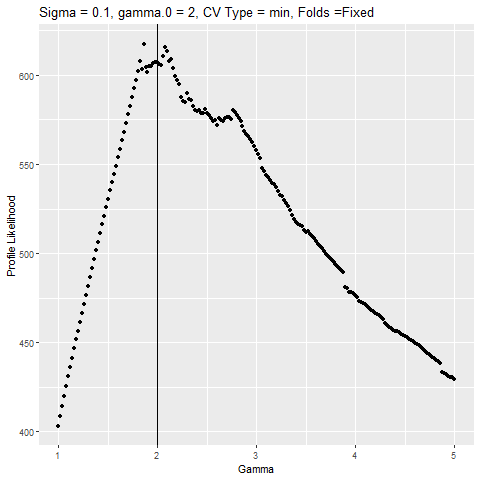 Sigma = 0.1, gamma.0 = 2, CV Type = min, Folds =Fixed
Profile Likelihood
600
550
500
450
400
1 2 3 4 5
Gamma